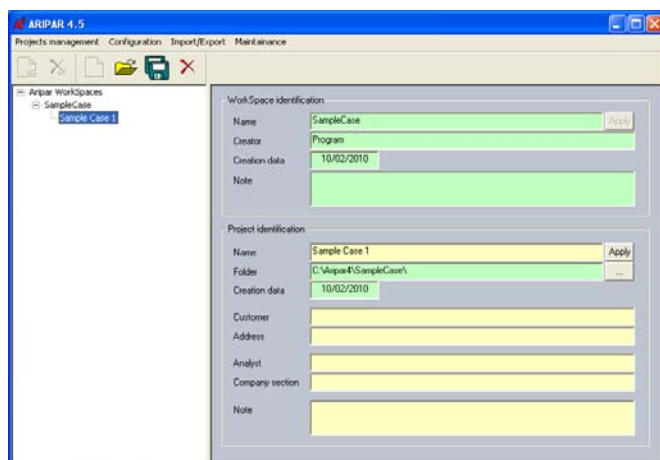 ARIPAR 4.5
Projects management Configuration Import/Export Maintainance
Aripar WorkSpaces
SampleCase
Sample Case 1
WorkSpace identification
Name SampleCase Apply
Creator Program
Creation data 10/02/2010
Note
Project identification
Name Sample Case 1 Apply
Folder C:\Aripar4\SampleCase\ ...
Creation data 10/02/2010
Customer
Address
Analyst
Company section
Note